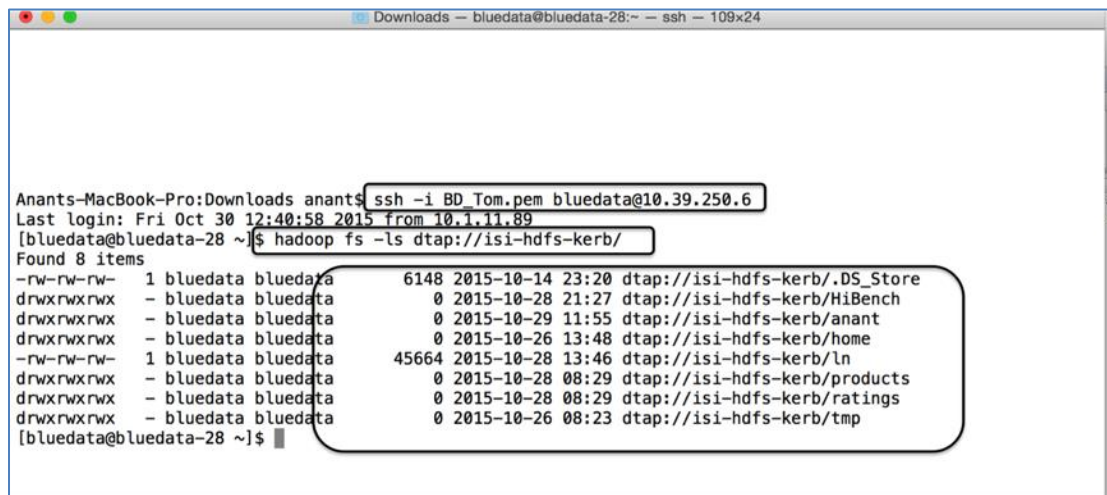 Downloads — bluedata@bluedata-28:~ — ssh — 109×24
Anants-MacBook-Pro:Downloads anant$ ssh -i BD_Tom.pem bluedata@10.39.250.6
Last login: Fri Oct 30 12:40:58 2015 from 10.1.11.89
[bluedata@bluedata-28 ~]$ hadoop fs -ls dtap://isi-hdfs-kerb/
Found 8 items
-rw-rw-rw-   1 bluedata bluedata       6148 2015-10-14 23:20 dtap://isi-hdfs-kerb/.DS_Store
drwxrwxrwx   - bluedata bluedata          0 2015-10-28 21:27 dtap://isi-hdfs-kerb/HiBench
drwxrwxrwx   - bluedata bluedata          0 2015-10-29 11:55 dtap://isi-hdfs-kerb/anant
drwxrwxrwx   - bluedata bluedata          0 2015-10-26 13:48 dtap://isi-hdfs-kerb/home
-rw-rw-rw-   1 bluedata bluedata      45664 2015-10-28 13:46 dtap://isi-hdfs-kerb/ln
drwxrwxrwx   - bluedata bluedata          0 2015-10-28 08:29 dtap://isi-hdfs-kerb/products
drwxrwxrwx   - bluedata bluedata          0 2015-10-28 08:29 dtap://isi-hdfs-kerb/ratings
drwxrwxrwx   - bluedata bluedata          0 2015-10-26 08:23 dtap://isi-hdfs-kerb/tmp
[bluedata@bluedata-28 ~]$